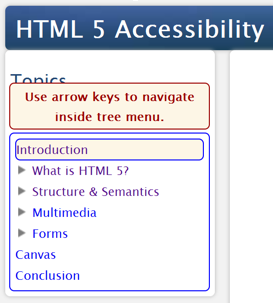 HTML 5 Accessibility
Topics
Use arrow keys to navigate
inside tree menu.
Introduction
What is HTML 5?
Structure & Semantics
Multimedia
Forms
Canvas
Conclusion